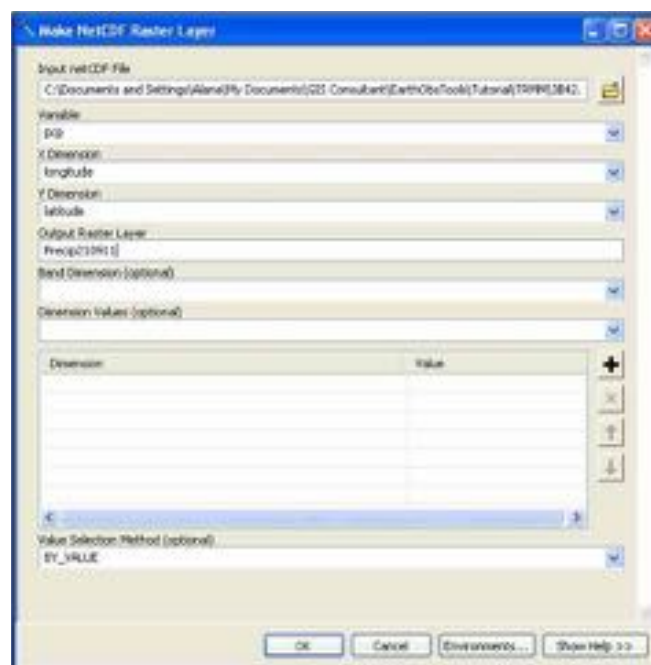 Make NetCDF Raster Layer
Input netCDF File
C:\Documents and Settings\Alana\My Documents\GIS Consultant\EarthObsTools\Tutorial\TRMM\3B42.
Variable
pcp
X Dimension
longitude
Y Dimension
latitude
Output Raster Layer
Precip210911
Band Dimension (optional)
Dimension Values (optional)
Dimension Value
Value Selection Method (optional)
BY_VALUE
OK Cancel Environments... Show Help >>